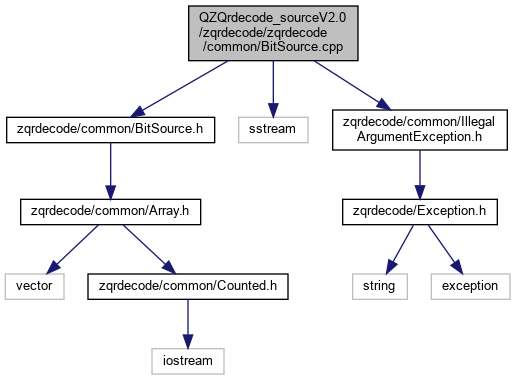 QZQrdecode_sourceV2.0
/zqrdecode/zqrdecode
/common/BitSource.cpp
zqrdecode/common/BitSource.h
sstream
zqrdecode/common/Illegal
ArgumentException.h
zqrdecode/common/Array.h
zqrdecode/Exception.h
vector
zqrdecode/common/Counted.h
string
exception
iostream